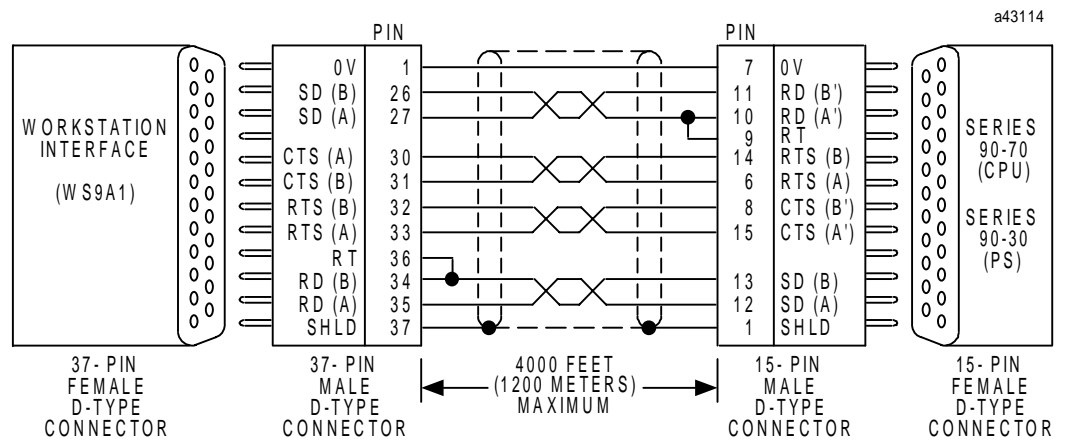 a43114
PIN
PIN
0V 1
7 0V
SD (B) 26
11 RD (B')
SD (A) 27
10 RD (A')
9 RT
CTS (A) 30
14 RTS (B)
CTS (B) 31
6 RTS (A)
RTS (B) 32
8 CTS (B')
RTS (A) 33
15 CTS (A')
RT 36
RD (B) 34
13 SD (B)
RD (A) 35
12 SD (A)
SHLD 37
1 SHLD
WORKSTATION
INTERFACE
(WS9A1)
SERIES
90-70
(CPU)
SERIES
90-30
(PS)
37-PIN
FEMALE
D-TYPE
CONNECTOR
37-PIN
MALE
D-TYPE
CONNECTOR
4000 FEET
(1200 METERS)
MAXIMUM
15-PIN
MALE
D-TYPE
CONNECTOR
15-PIN
FEMALE
D-TYPE
CONNECTOR